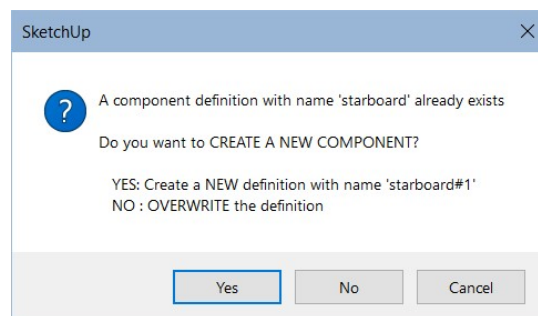 SketchUp
A component definition with name 'starboard' already exists
Do you want to CREATE A NEW COMPONENT?
YES: Create a NEW definition with name 'starboard#1'
NO : OVERWRITE the definition
Yes No Cancel